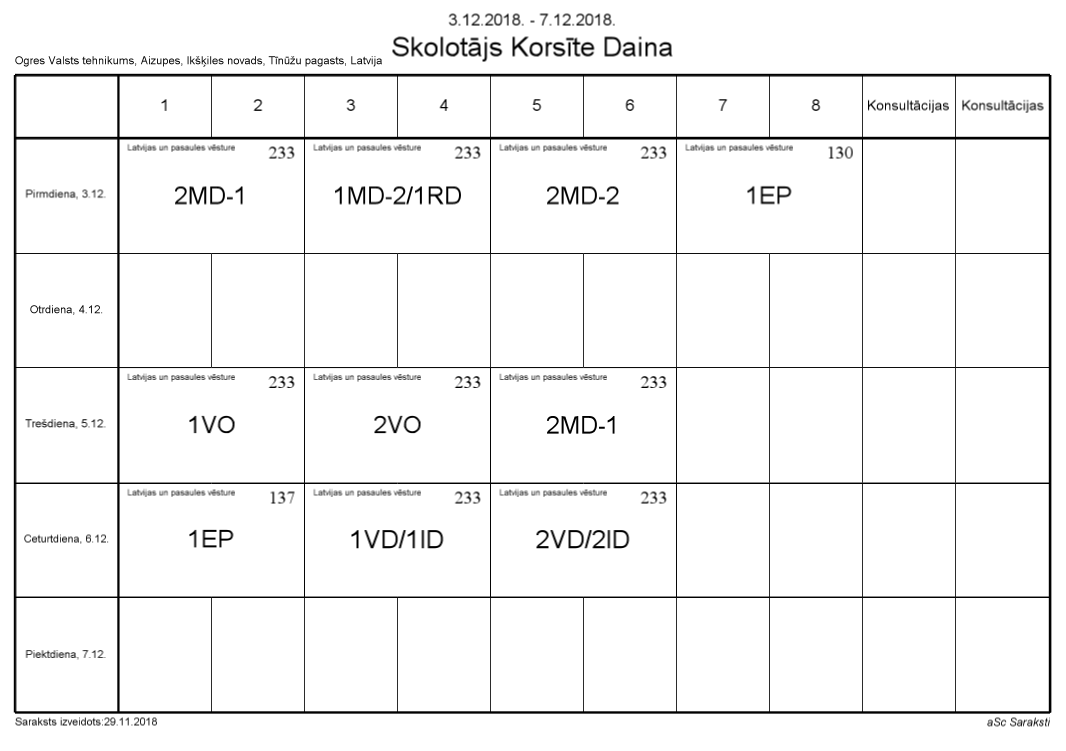 3.12.2018. - 7.12.2018.
Skolotājs Korsīte Daina
Ogres Valsts tehnikums, Aizupes, Ikšķiles novads, Tīnūžu pagasts, Latvija
1 2 3 4 5 6 7 8 Konsultācijas Konsultācijas
Latvijas un pasaules vēsture 233 Latvijas un pasaules vēsture 233 Latvijas un pasaules vēsture 233 Latvijas un pasaules vēsture 130
Pirmdiena, 3.12. 2MD-1 1MD-2/1RD 2MD-2 1EP
Otrdiena, 4.12.
Latvijas un pasaules vēsture 233 Latvijas un pasaules vēsture 233 Latvijas un pasaules vēsture 233
Trešdiena, 5.12. 1VO 2VO 2MD-1
Latvijas un pasaules vēsture 137 Latvijas un pasaules vēsture 233 Latvijas un pasaules vēsture 233
Ceturtdiena, 6.12. 1EP 1VD/1ID 2VD/2ID
Piektdiena, 7.12.
Saraksts izveidots:29.11.2018 aSc Saraksti